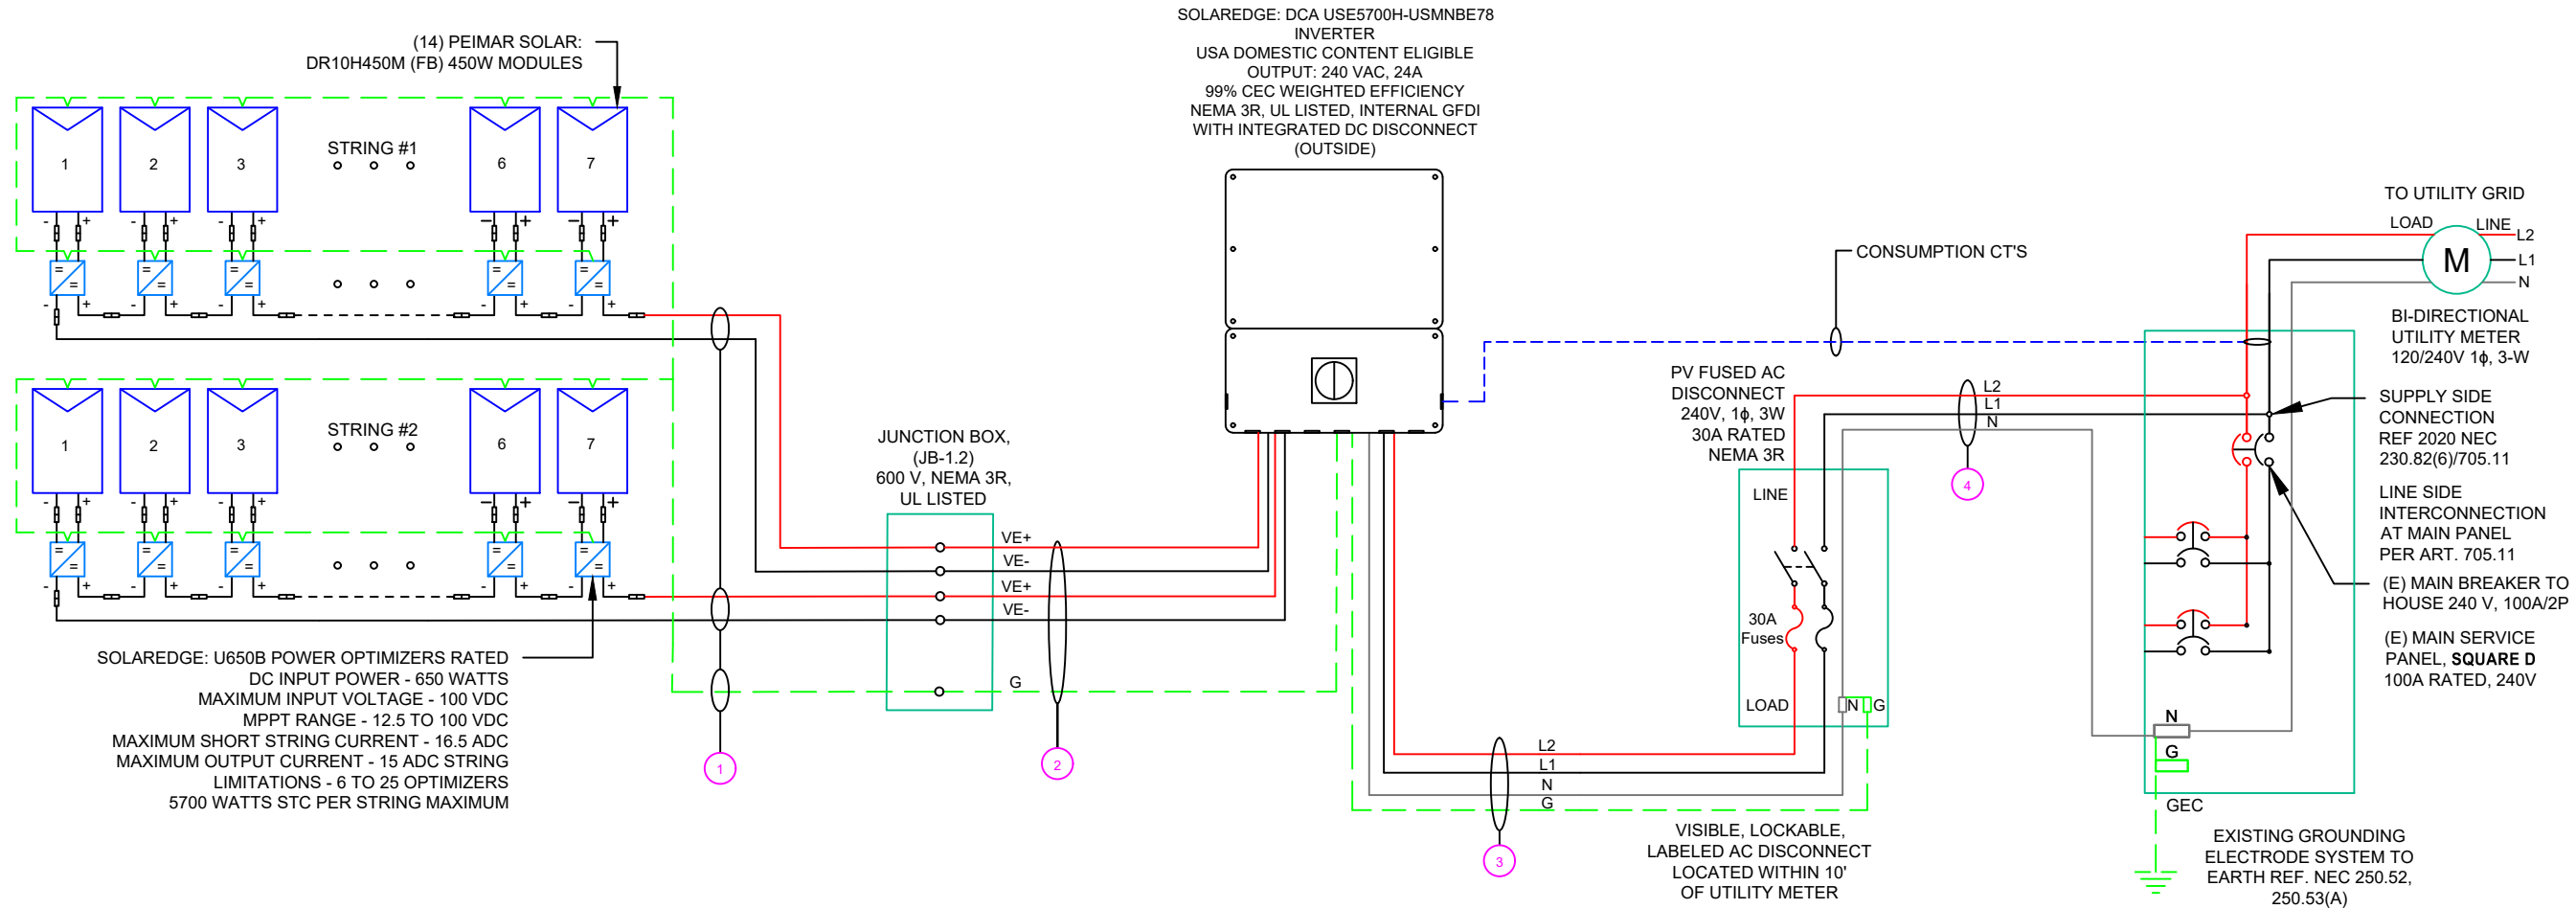 SOLAREDGE: DCA USE5700H-USMNBE78
INVERTER
USA DOMESTIC CONTENT ELIGIBLE
OUTPUT: 240 VAC, 24A
99% CEC WEIGHTED EFFICIENCY
NEMA 3R, UL LISTED, INTERNAL GFDI
WITH INTEGRATED DC DISCONNECT
(OUTSIDE)
(14) PEIMAR SOLAR:
DR10H450M (FB) 450W MODULES
1
2
3
STRING #1
6
7
- + - + - + - + - +
= = = = = = = = = =
- + - + - + - + - +
1
2
3
STRING #2
6
7
- + - + - + - + - +
= = = = = = = = = =
- + - + - + - + - +
SOLAREDGE: U650B POWER OPTIMIZERS RATED
DC INPUT POWER - 650 WATTS
MAXIMUM INPUT VOLTAGE - 100 VDC
MPPT RANGE - 12.5 TO 100 VDC
MAXIMUM SHORT STRING CURRENT - 16.5 ADC
MAXIMUM OUTPUT CURRENT - 15 ADC STRING
LIMITATIONS - 6 TO 25 OPTIMIZERS
5700 WATTS STC PER STRING MAXIMUM
1
JUNCTION BOX,
(JB-1.2)
600 V, NEMA 3R,
UL LISTED
VE+
VE-
VE+
VE-
G
2
CONSUMPTION CT'S
PV FUSED AC
DISCONNECT
240V, 1ϕ, 3W
30A RATED
NEMA 3R
LINE
30A
Fuses
LOAD
N G
L2
L1
N
G
3
VISIBLE, LOCKABLE,
LABELED AC DISCONNECT
LOCATED WITHIN 10'
OF UTILITY METER
L2
L1
N
4
TO UTILITY GRID
LOAD
LINE
L2
L1
N
M
BI-DIRECTIONAL
UTILITY METER
120/240V 1ϕ, 3-W
SUPPLY SIDE
CONNECTION
REF 2020 NEC
230.82(6)/705.11
LINE SIDE
INTERCONNECTION
AT MAIN PANEL
PER ART. 705.11
(E) MAIN BREAKER TO
HOUSE 240 V, 100A/2P
(E) MAIN SERVICE
PANEL, SQUARE D
100A RATED, 240V
N
G
GEC
EXISTING GROUNDING
ELECTRODE SYSTEM TO
EARTH REF. NEC 250.52,
250.53(A)